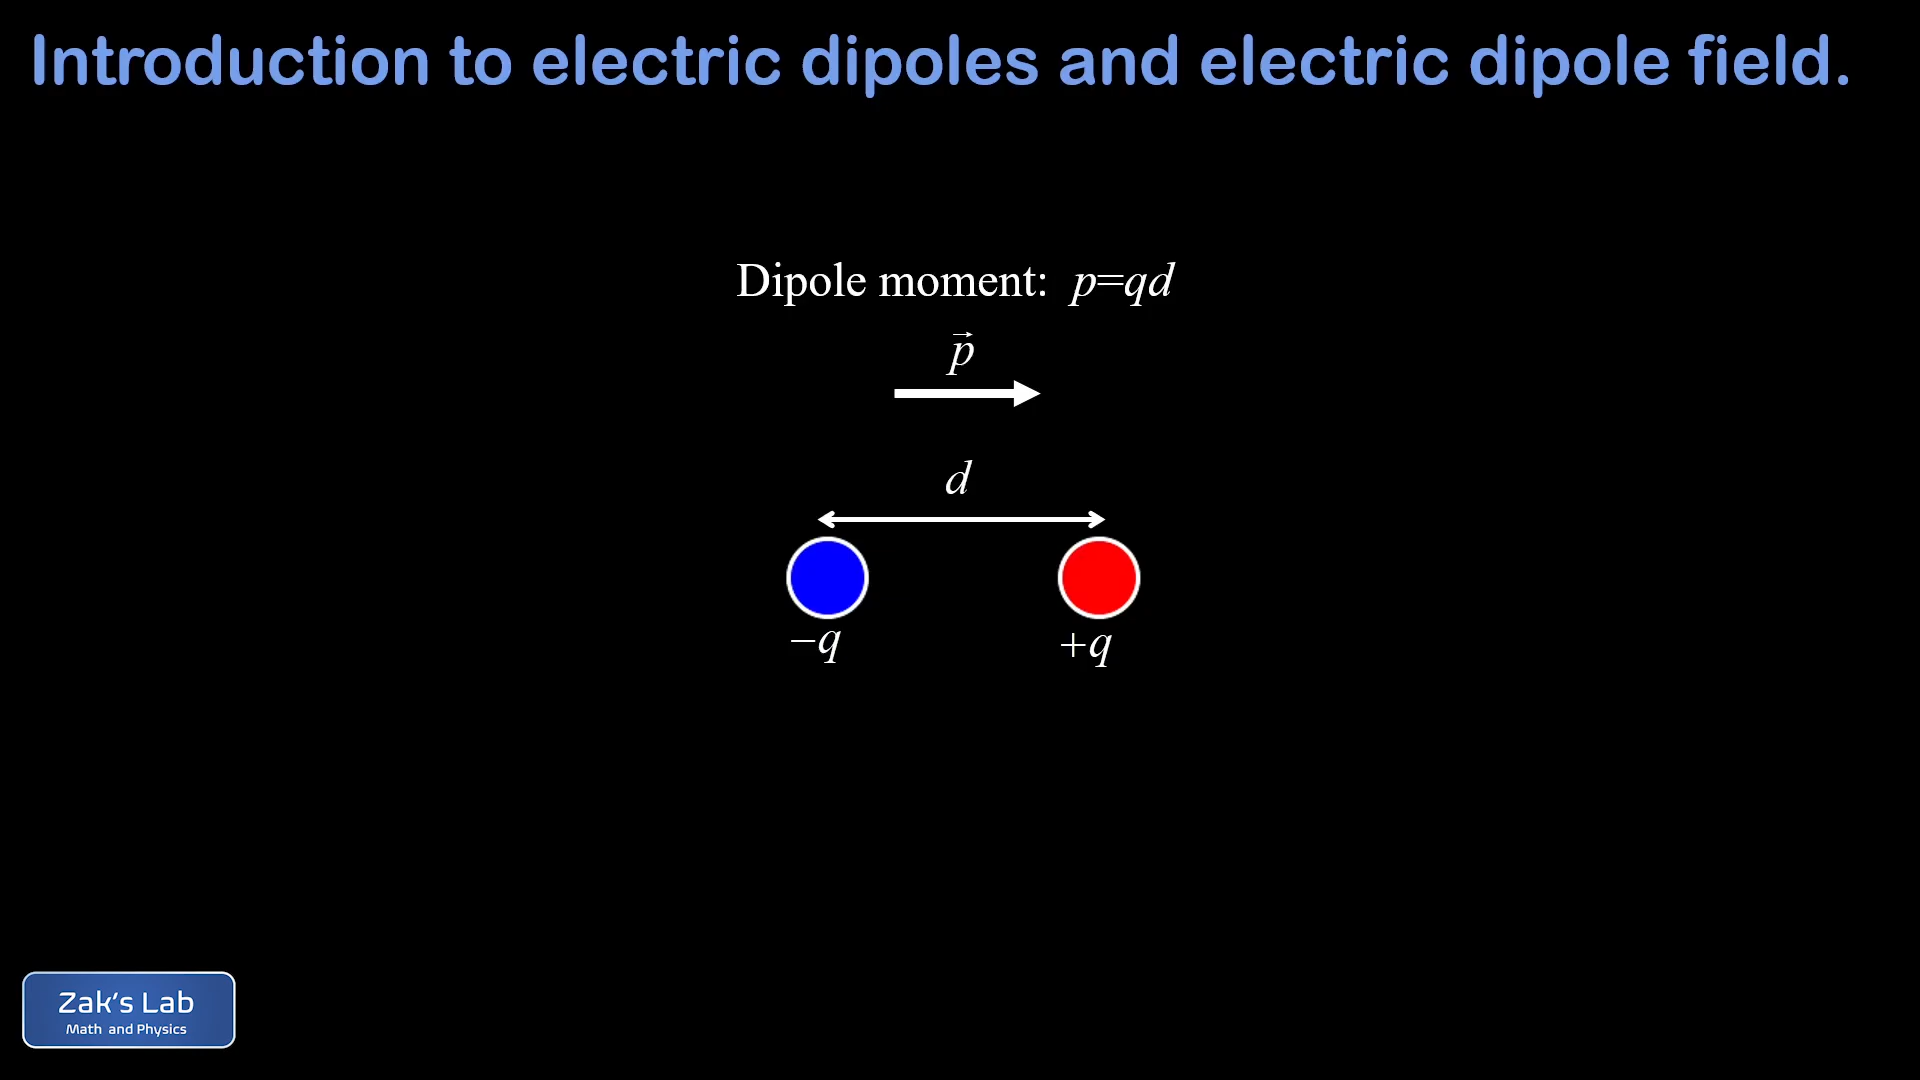 Introduction to electric dipoles and electric dipole field.
Dipole moment: p=qd
p⃗
d
−q +q
Zak's Lab
Math and Physics